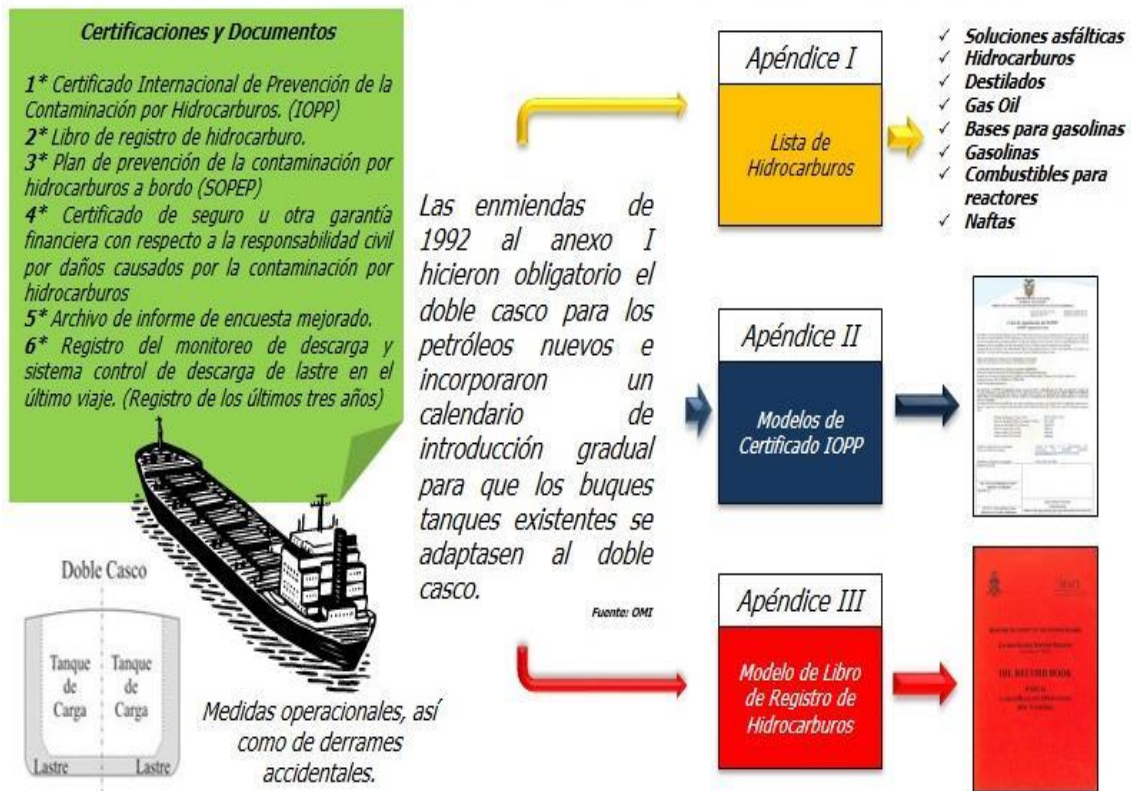 Certificaciones y Documentos
1* Certificado Internacional de Prevención de la
Contaminación por Hidrocarburos. (IOPP)
2* Libro de registro de hidrocarburo.
3* Plan de prevención de la contaminación por
hidrocarburos a bordo (SOPEP)
4* Certificado de seguro u otra garantía
financiera con respecto a la responsabilidad civil
por daños causados por la contaminación por
hidrocarburos
5* Archivo de informe de encuesta mejorado.
6* Registro del monitoreo de descarga y
sistema control de descarga de lastre en el
último viaje. (Registro de los últimos tres años)
Doble Casco
Tanque
de
Carga
Tanque
de
Carga
Lastre
Lastre
Medidas operacionales, así
como de derrames
accidentales.
Las enmiendas de
1992 al anexo I
hicieron obligatorio el
doble casco para los
petróleos nuevos e
incorporaron un
calendario de
introducción gradual
para que los buques
tanques existentes se
adaptasen al doble
casco.
Fuente: OMI
Apéndice I
Lista de
Hidrocarburos
✓ Soluciones asfálticas
✓ Hidrocarburos
✓ Destilados
✓ Gas Oil
✓ Bases para gasolinas
✓ Gasolinas
✓ Combustibles para
reactores
✓ Naftas
Apéndice II
Modelos de
Certificado IOPP
Apéndice III
Modelo de Libro
de Registro de
Hidrocarburos
OIL RECORD BOOK